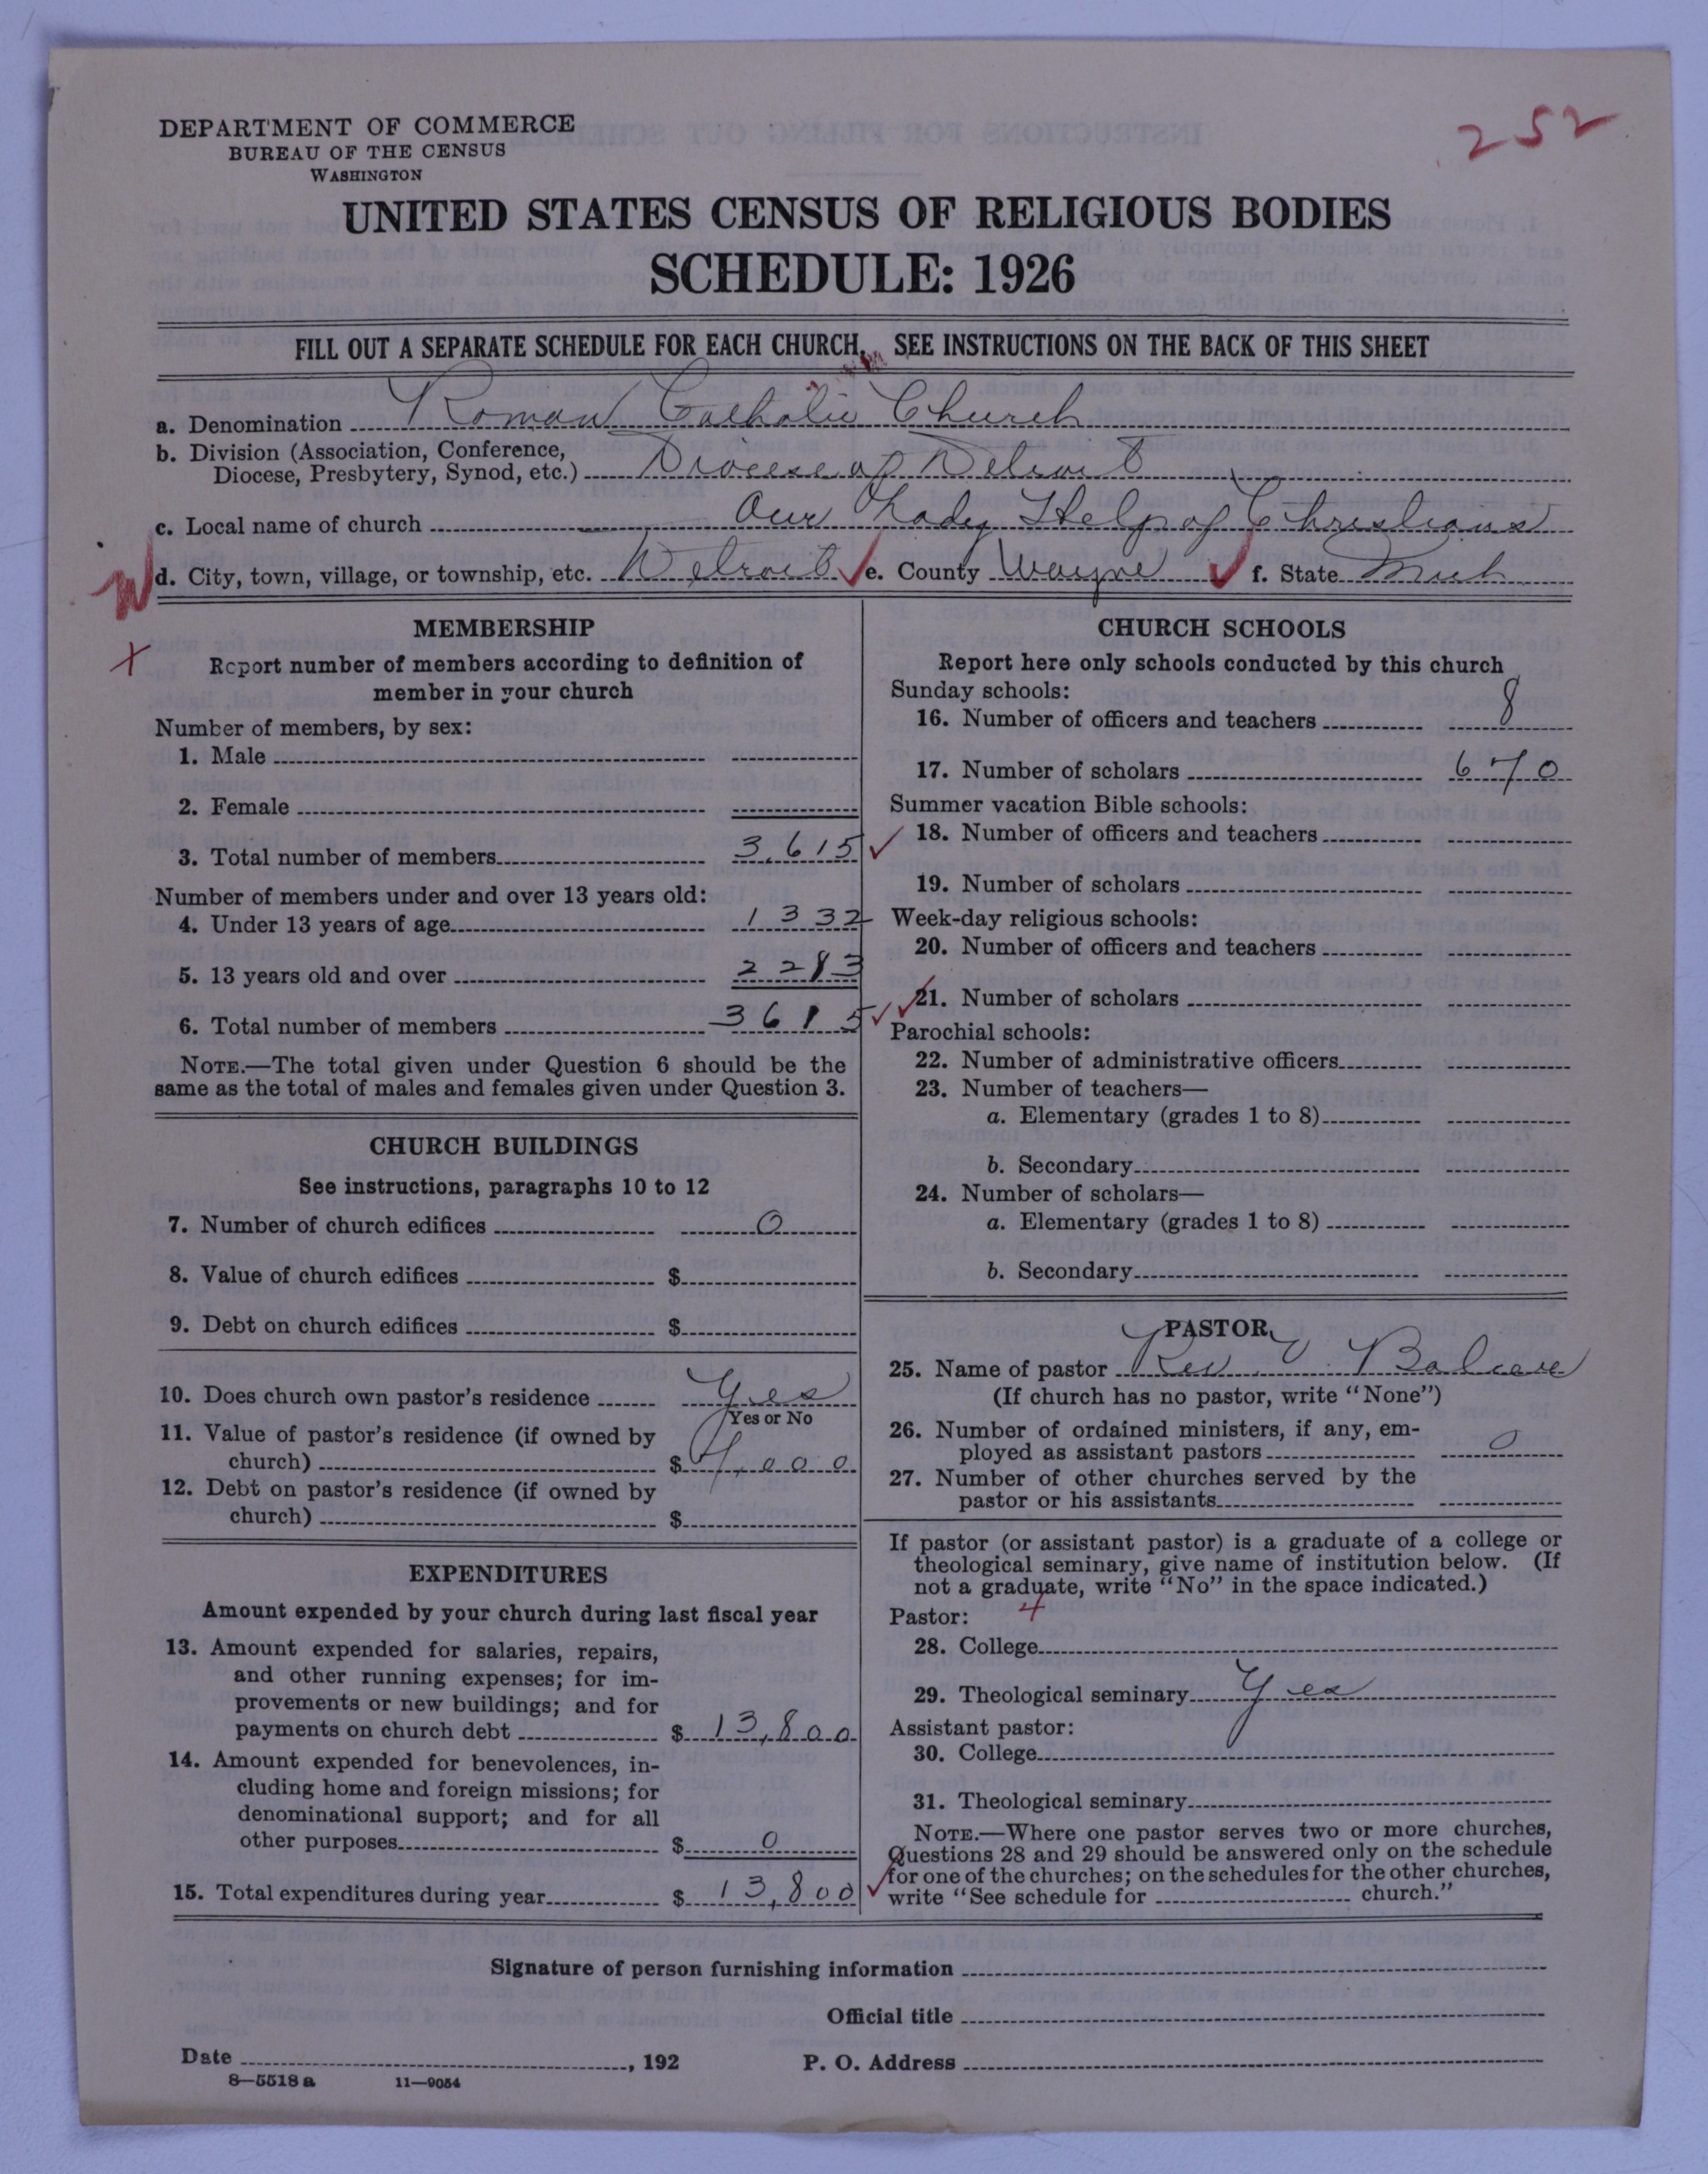 252
DEPARTMENT OF COMMERCE
BUREAU OF THE CENSUS
WASHINGTON
UNITED STATES CENSUS OF RELIGIOUS BODIES
SCHEDULE: 1926
FILL OUT A SEPARATE SCHEDULE FOR EACH CHURCH. SEE INSTRUCTIONS ON THE BACK OF THIS SHEET
a. Denomination Roman Catholic Church
b. Division (Association, Conference,
Diocese, Presbytery, Synod, etc.) Diocese of Detroit
c. Local name of church Our Lady Help of Christians
d. City, town, village, or township, etc. Detroit e. County Wayne f. State Mich
MEMBERSHIP
Report number of members according to definition of
member in your church
Number of members, by sex:
1. Male
2. Female
3. Total number of members 3,615
Number of members under and over 13 years old:
4. Under 13 years of age 1332
5. 13 years old and over 2283
6. Total number of members 3615
NOTE.—The total given under Question 6 should be the
same as the total of males and females given under Question 3.
CHURCH BUILDINGS
See instructions, paragraphs 10 to 12
7. Number of church edifices 0
8. Value of church edifices $
9. Debt on church edifices $
10. Does church own pastor's residence Yes
Yes or No
11. Value of pastor's residence (if owned by
church) $
12. Debt on pastor's residence (if owned by
church) $
EXPENDITURES
Amount expended by your church during last fiscal year
13. Amount expended for salaries, repairs,
and other running expenses; for im-
provements or new buildings; and for
payments on church debt $ 13,800
14. Amount expended for benevolences, in-
cluding home and foreign missions; for
denominational support; and for all
other purposes $ 0
15. Total expenditures during year $ 13,800
CHURCH SCHOOLS
Report here only schools conducted by this church
Sunday schools:
16. Number of officers and teachers 8
17. Number of scholars 670
Summer vacation Bible schools:
18. Number of officers and teachers
19. Number of scholars
Week-day religious schools:
20. Number of officers and teachers
21. Number of scholars
Parochial schools:
22. Number of administrative officers
23. Number of teachers—
a. Elementary (grades 1 to 8)
b. Secondary
24. Number of scholars—
a. Elementary (grades 1 to 8)
b. Secondary
PASTOR
25. Name of pastor Rev.
(If church has no pastor, write "None")
26. Number of ordained ministers, if any, em-
ployed as assistant pastors 0
27. Number of other churches served by the
pastor or his assistants
If pastor (or assistant pastor) is a graduate of a college or
theological seminary, give name of institution below. (If
not a graduate, write "No" in the space indicated.)
Pastor: 4
28. College
29. Theological seminary Yes
Assistant pastor:
30. College
31. Theological seminary
NOTE.—Where one pastor serves two or more churches,
Questions 28 and 29 should be answered only on the schedule
for one of the churches; on the schedules for the other churches,
write "See schedule for church."
Signature of person furnishing information
Official title
Date , 192 P. O. Address
8—5518 a 11—9054